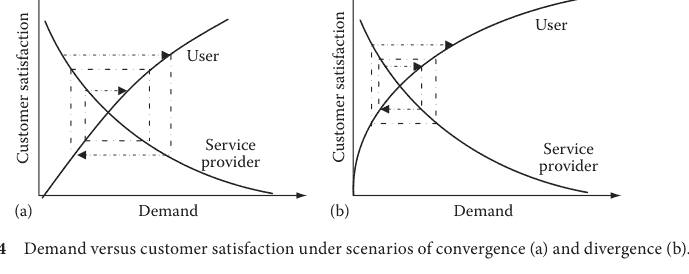 Customer satisfaction
User
Service
provider
(a)
Demand
Customer satisfaction
User
Service
provider
(b)
Demand
4 Demand versus customer satisfaction under scenarios of convergence (a) and divergence (b).